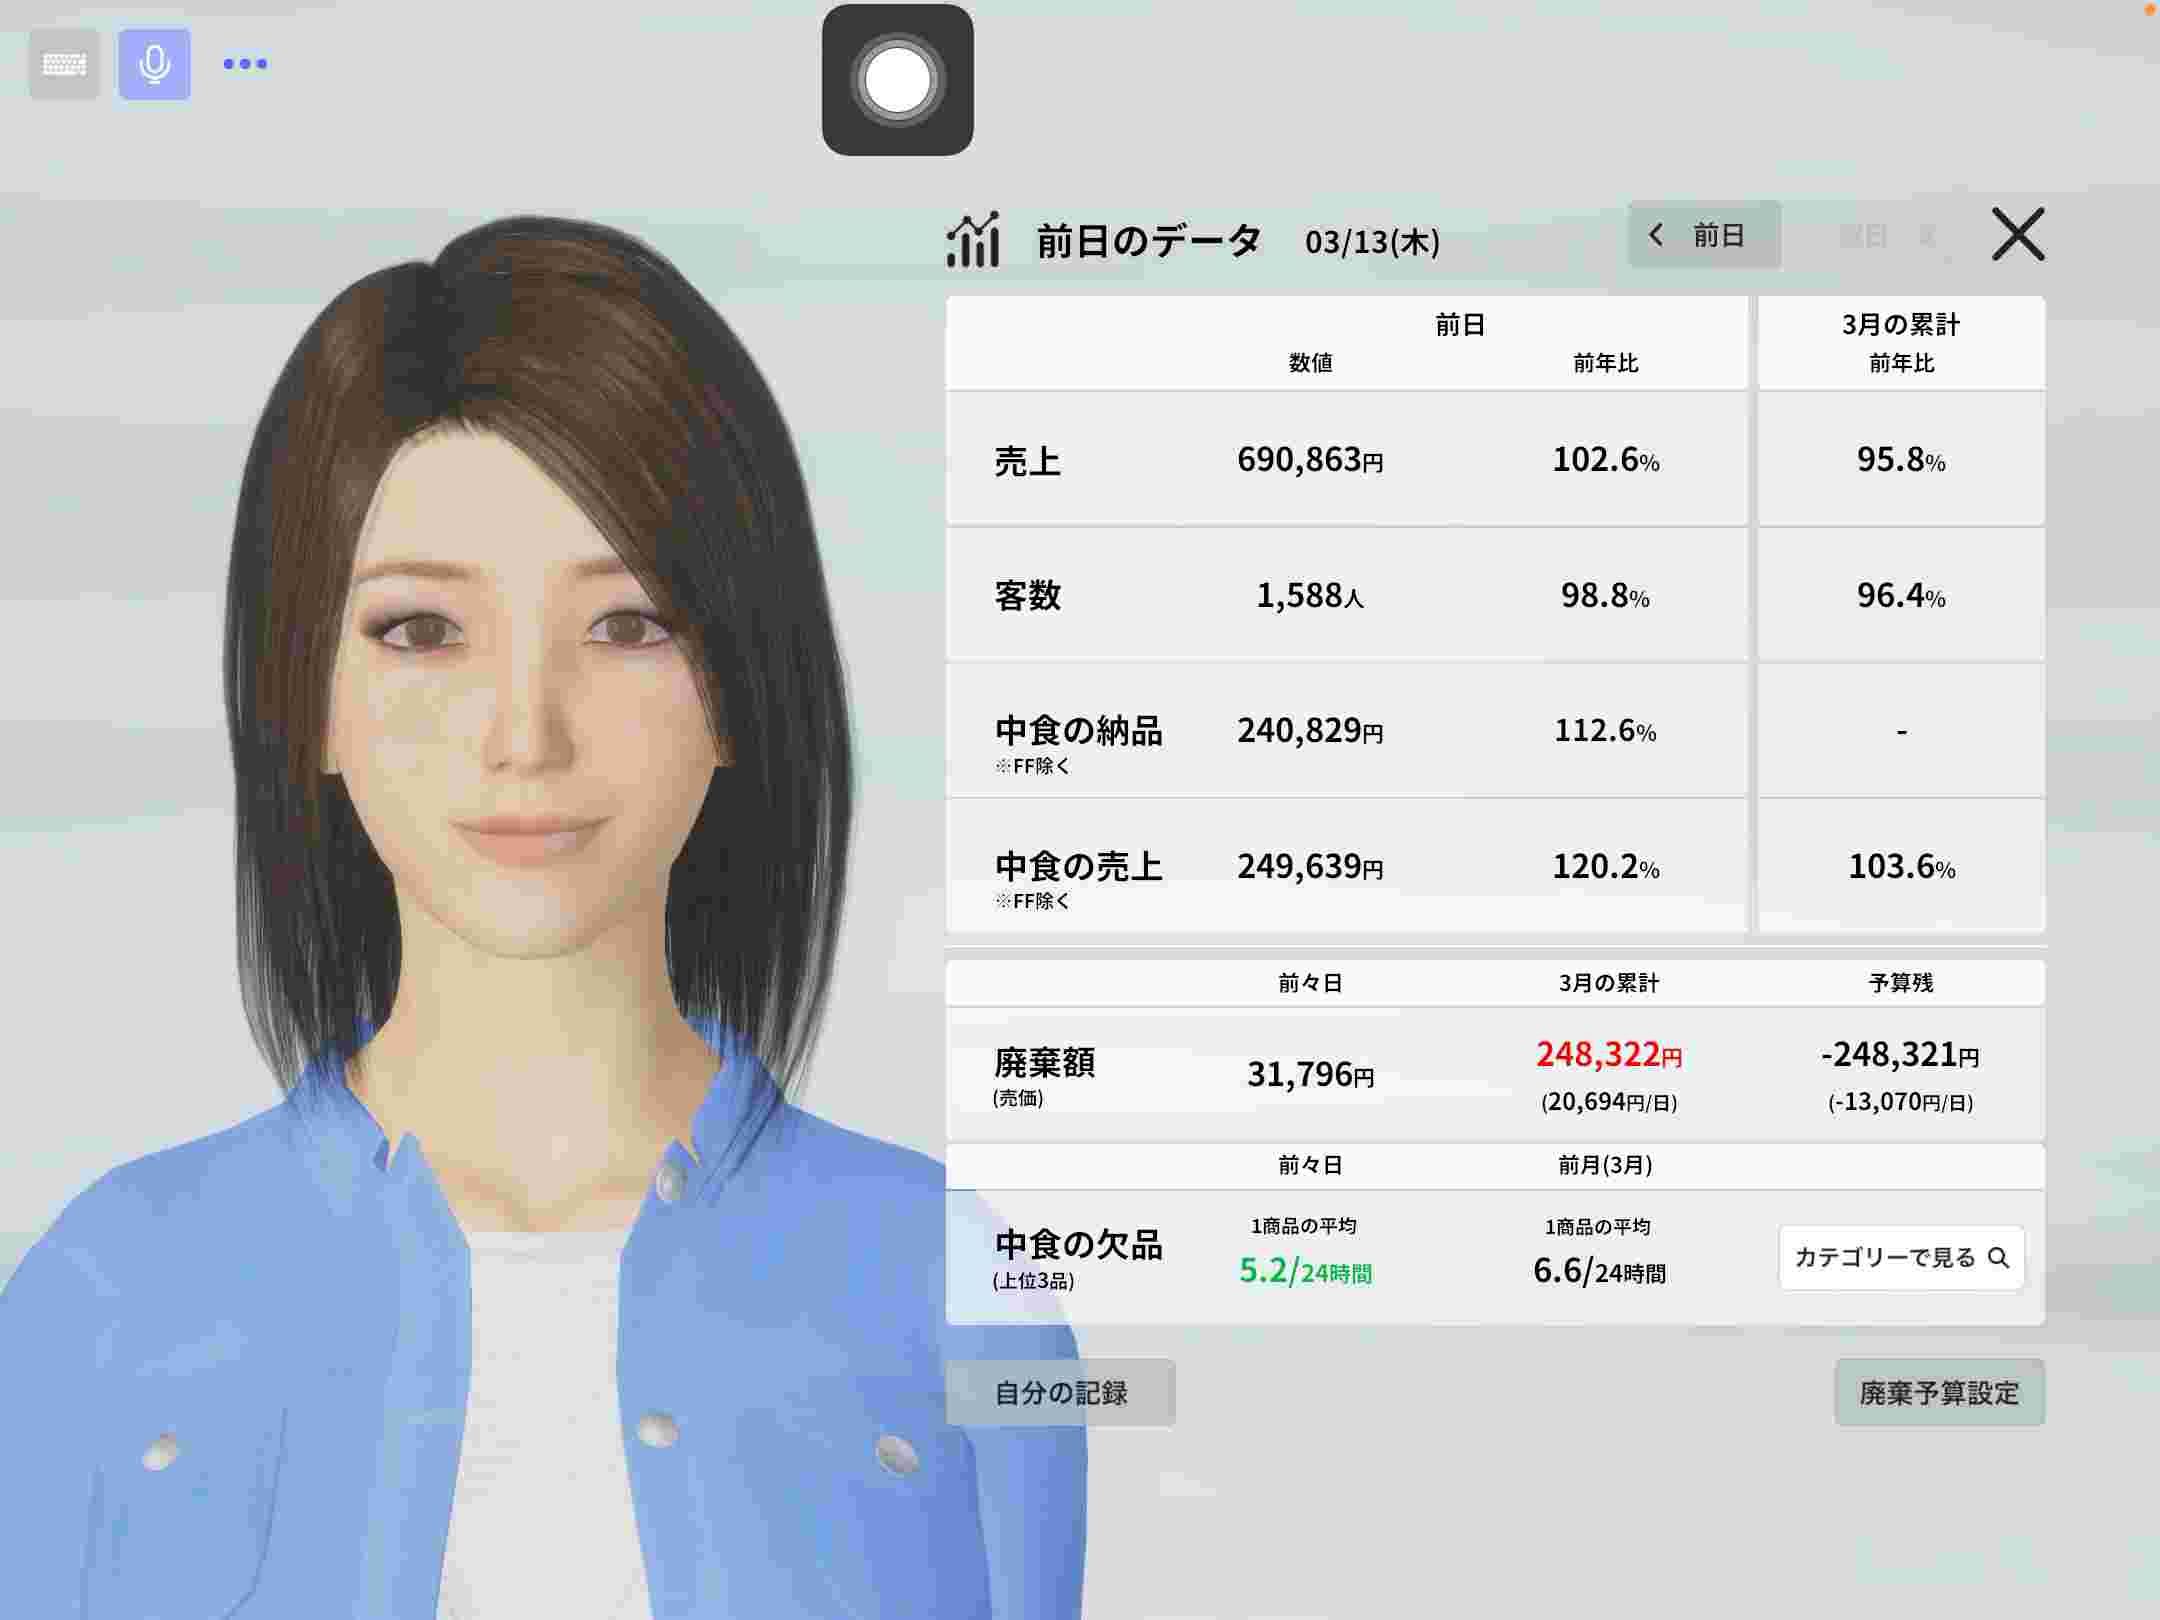 前日のデータ 03/13(木) 前日
前日 3月の累計
数値 前年比 前年比
売上 690,863円 102.6% 95.8%
客数 1,588人 98.8% 96.4%
中食の納品 240,829円 112.6% -
※FF除く
中食の売上 249,639円 120.2% 103.6%
※FF除く
前々日 3月の累計 予算残
廃棄額 31,796円 248,322円 -248,321円
(売価) (20,694円/日) (-13,070円/日)
前々日 前月(3月)
1商品の平均 1商品の平均
中食の欠品 5.2/24時間 6.6/24時間 カテゴリーで見る
(上位3品)
自分の記録 廃棄予算設定